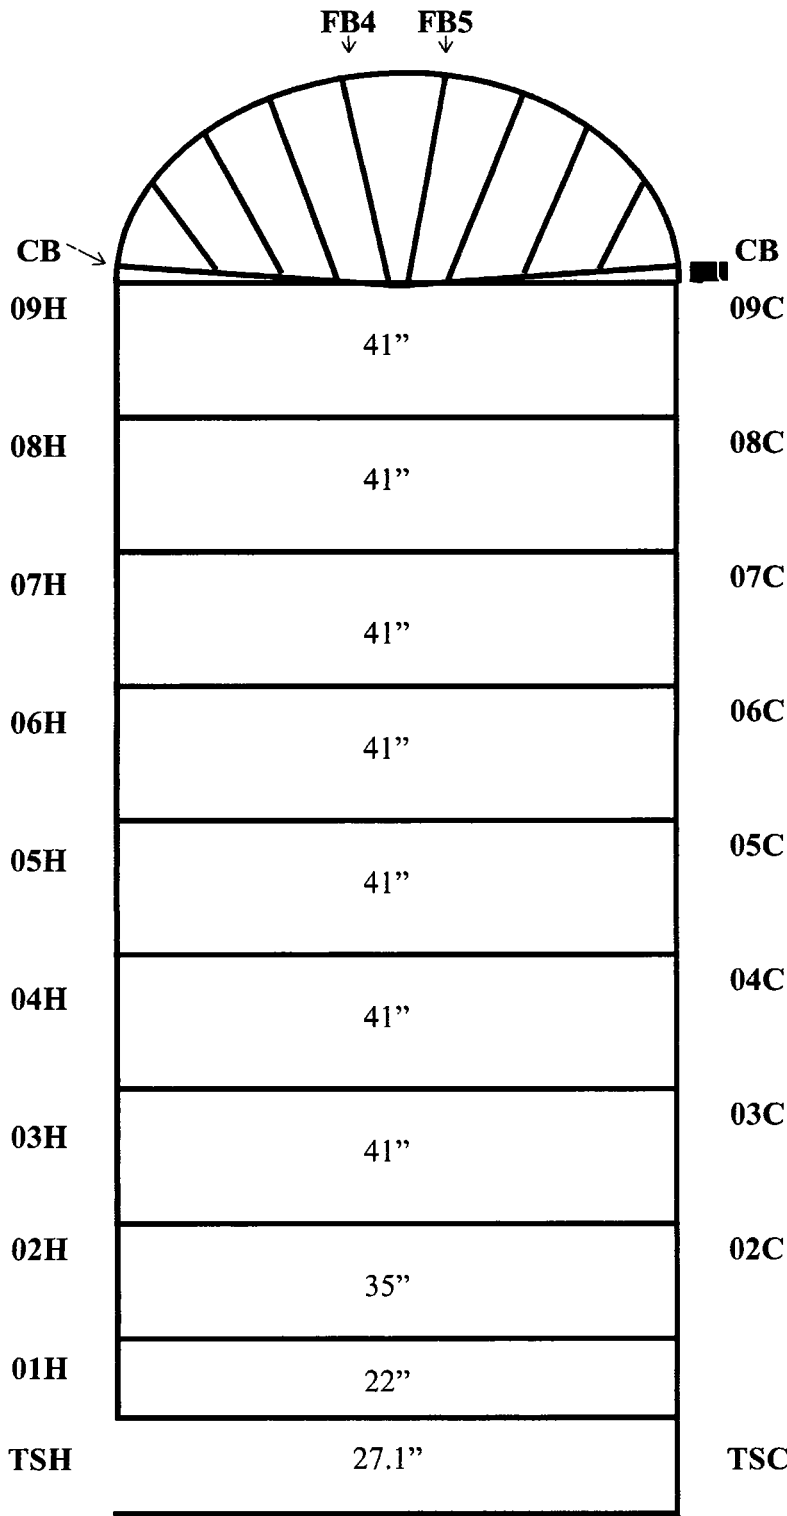 FB4 FB5
CB CB
09H 09C
41”
08H 08C
41”
07H 07C
41”
06H 06C
41”
05H 05C
41”
04H 04C
41”
03H 03C
41”
02H 02C
35”
01H
22”
TSH 27.1” TSC